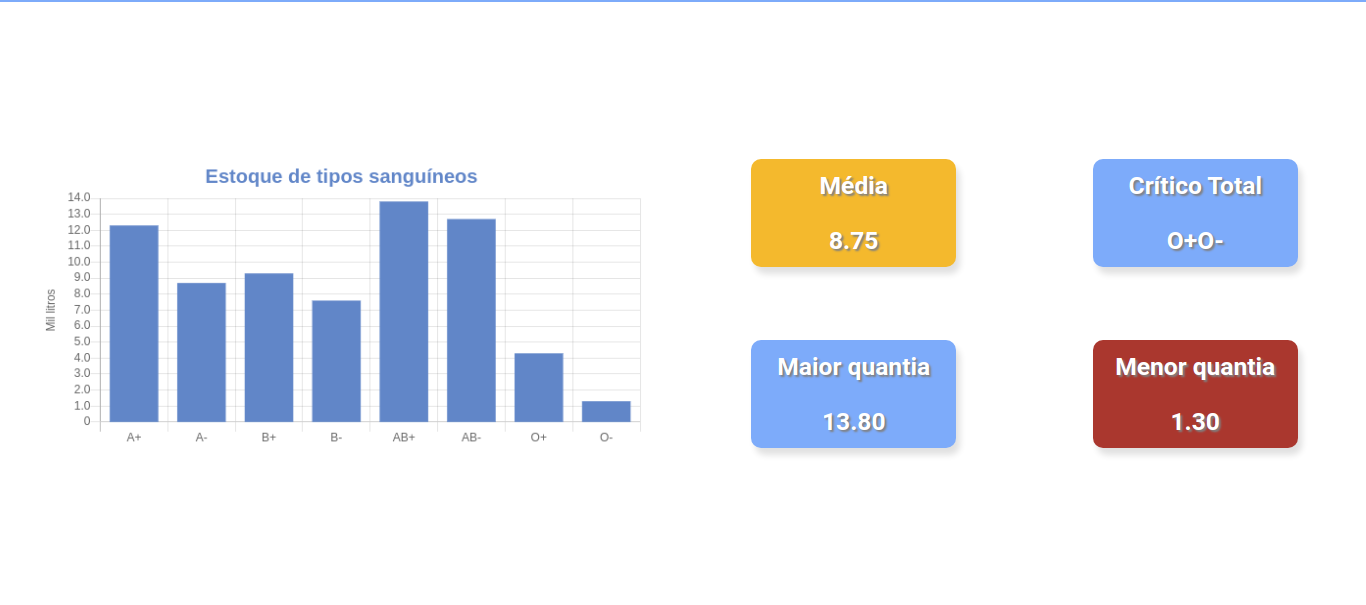 Estoque de tipos sanguíneos
14.0
13.0
12.0
11.0
10.0
9.0
8.0
7.0
6.0
5.0
4.0
3.0
2.0
1.0
0
Mil litros
A+ A- B+ B- AB+ AB- O+ O-
Média
8.75
Crítico Total
O+O-
Maior quantia
13.80
Menor quantia
1.30